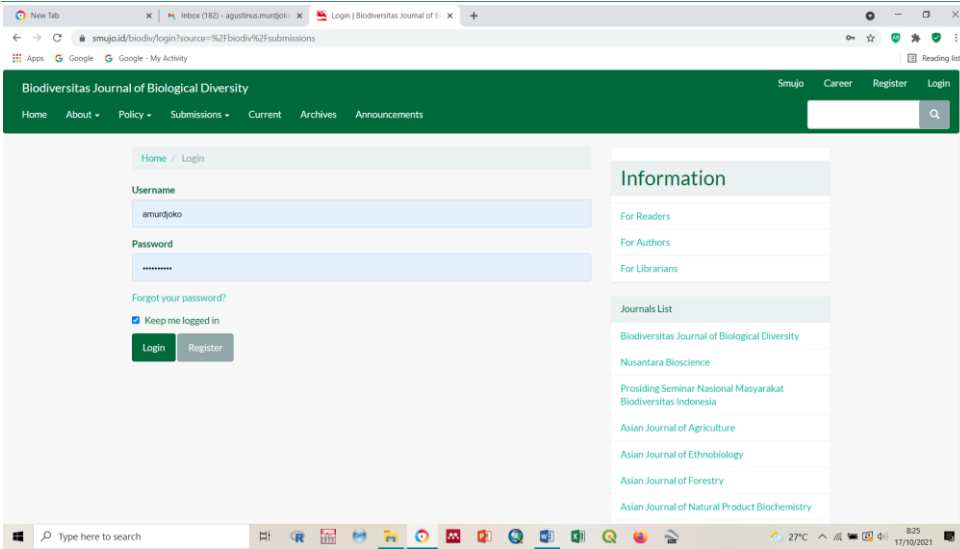 New Tab
Inbox (182) - agustinus.murdjok
Login | Biodiversitas Journal of Bi
smujo.id/biodiv/login?source=%2Fbiodiv%2Fsubmissions
Apps Google Google - My Activity Reading list
Biodiversitas Journal of Biological Diversity
Smujo Career Register Login
Home About Policy Submissions Current Archives Announcements
Home / Login
Username
amurdjoko
Password
••••••••••
Forgot your password?
Keep me logged in
Login Register
Information
For Readers
For Authors
For Librarians
Journals List
Biodiversitas Journal of Biological Diversity
Nusantara Bioscience
Prosiding Seminar Nasional Masyarakat
Biodiversitas Indonesia
Asian Journal of Agriculture
Asian Journal of Ethnobiology
Asian Journal of Forestry
Asian Journal of Natural Product Biochemistry
Type here to search
27°C
8:25
17/10/2021